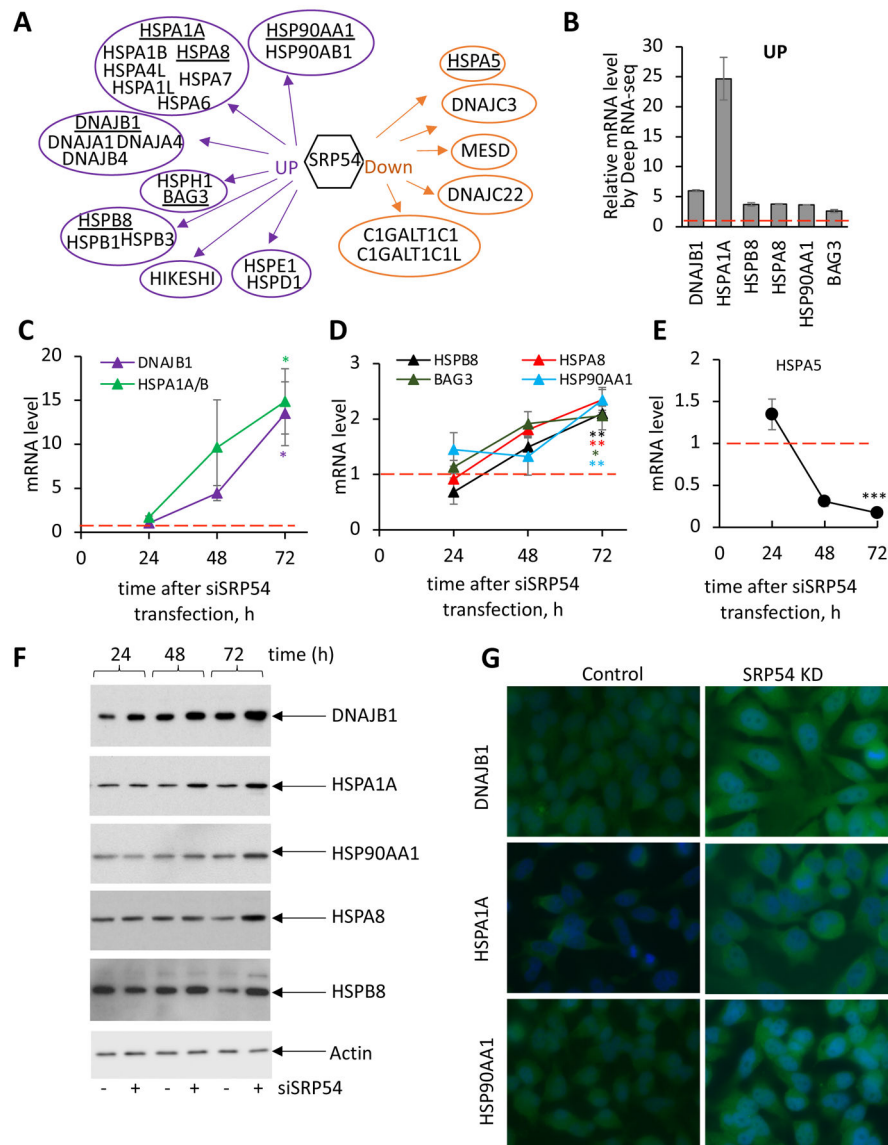 A
HSPA1A
HSPA1B HSPA8
HSPA4L
HSPA7
HSPA1L
HSPA6
HSP90AA1
HSP90AB1
DNAJB1
DNAJA1DNAJA4
DNAJB4
HSPH1
BAG3
HSPB8
HSPB1HSPB3
HIKESHI
HSPE1
HSPD1
UP
SRP54
Down
HSPA5
DNAJC3
MESD
DNAJC22
C1GALT1C1
C1GALT1C1L
B
UP
Relative mRNA level
by Deep RNA-seq
30
25
20
15
10
5
0
DNAJB1
HSPA1A
HSPB8
HSPA8
HSP90AA1
BAG3
C
DNAJB1
HSPA1A/B
mRNA level
20
15
10
5
0
*
*
0 24 48 72
time after siSRP54
transfection, h
D
HSPB8 HSPA8
BAG3 HSP90AA1
mRNA level
3
2
1
0
**
**
*
**
0 24 48 72
time after siSRP54
transfection, h
E
HSPA5
mRNA level
2
1.5
1
0.5
0
***
0 24 48 72
time after siSRP54
transfection, h
F
24 48 72 time (h)
DNAJB1
HSPA1A
HSP90AA1
HSPA8
HSPB8
Actin
- + - + - + siSRP54
G
Control SRP54 KD
DNAJB1
HSPA1A
HSP90AA1